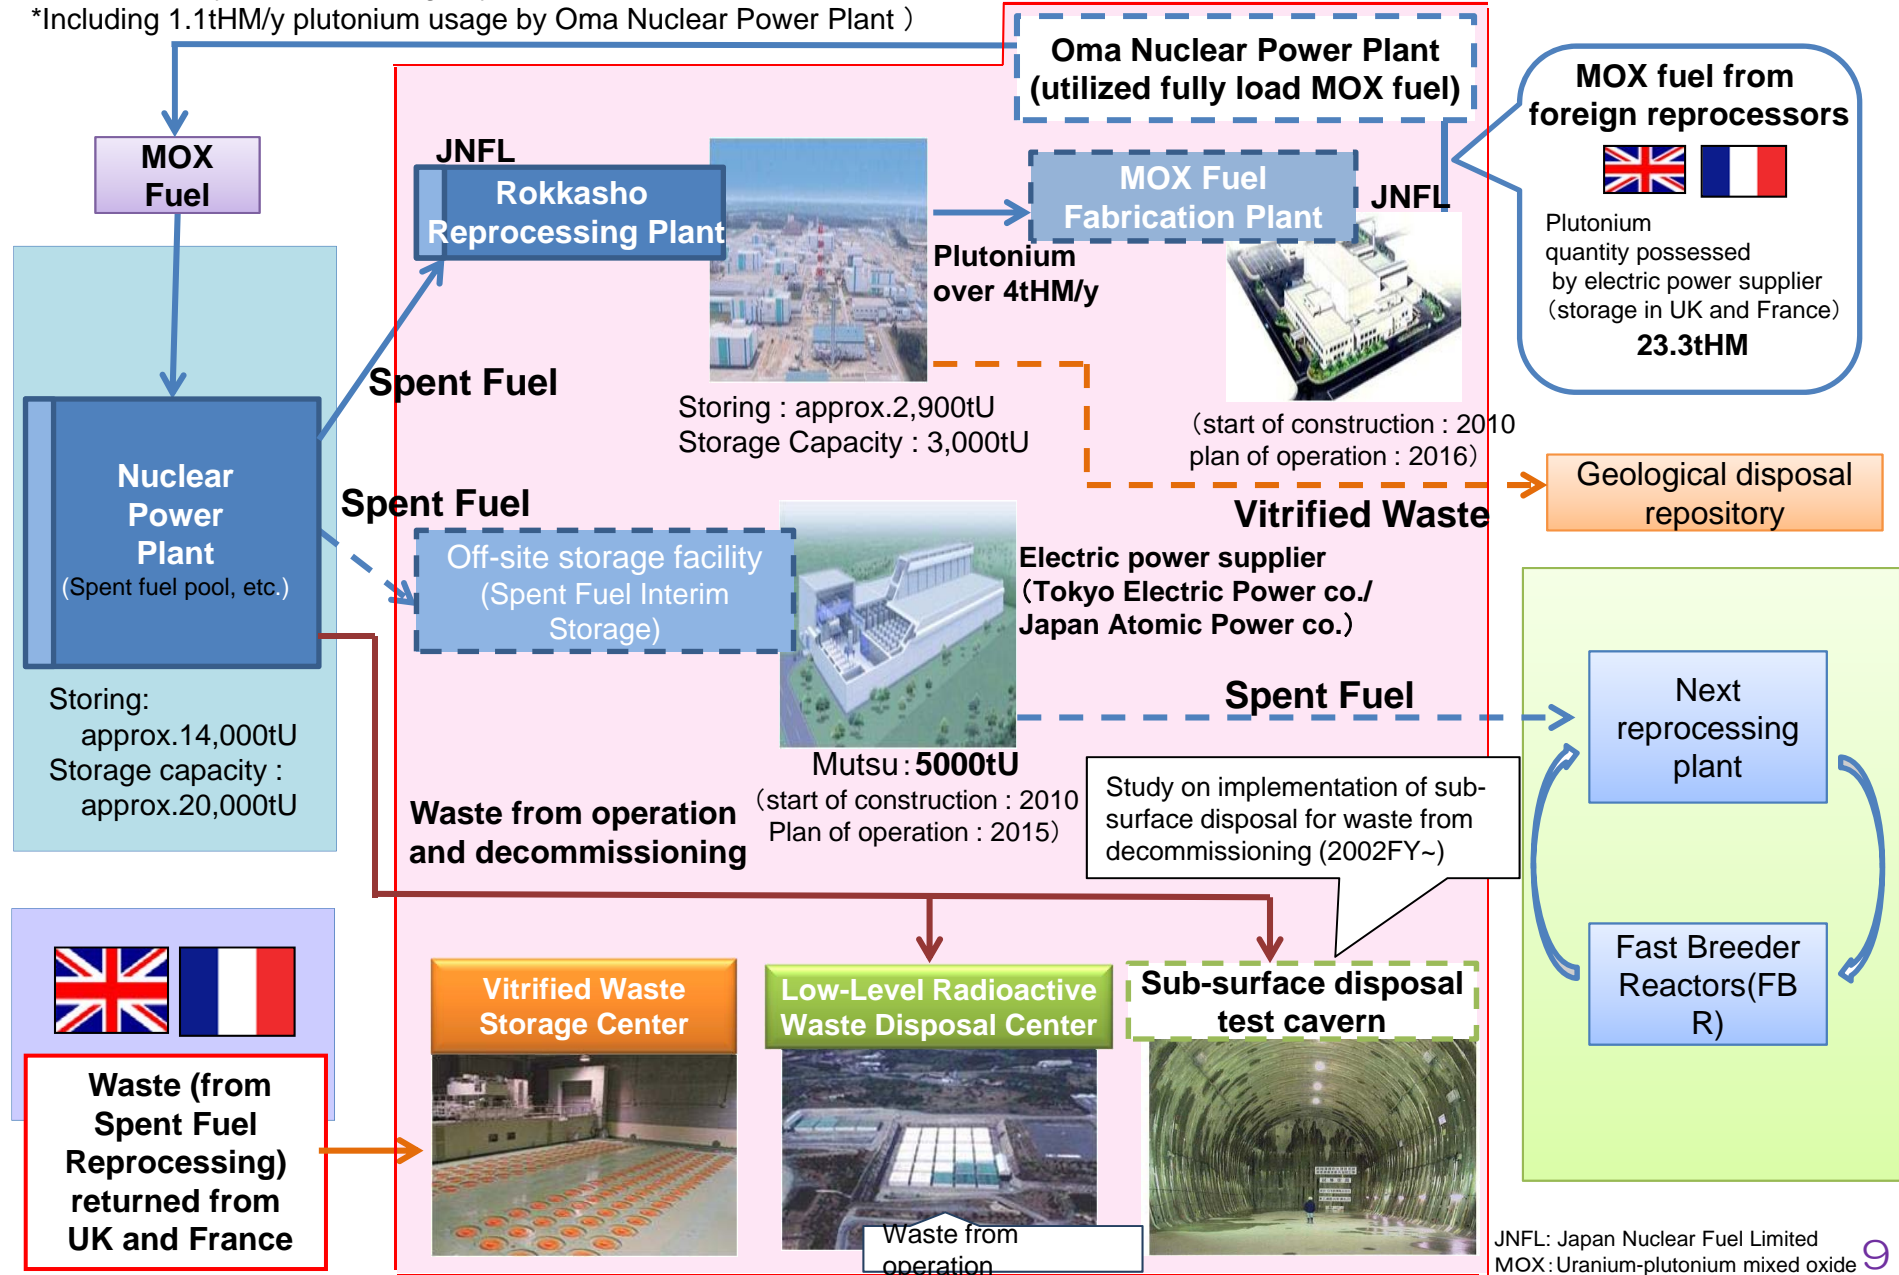 *Including 1.1tHM/y plutonium usage by Oma Nuclear Power Plant ）
Oma Nuclear Power Plant
(utilized fully load MOX fuel)
MOX fuel from
foreign reprocessors
Plutonium
quantity possessed
by electric power supplier
（storage in UK and France）
23.3tHM
MOX
Fuel
JNFL
Rokkasho
Reprocessing Plant
MOX Fuel
Fabrication Plant
JNFL
Plutonium
over 4tHM/y
Spent Fuel
Storing : approx.2,900tU
Storage Capacity : 3,000tU
（start of construction : 2010
plan of operation : 2016）
Nuclear
Power
Plant
(Spent fuel pool, etc.)
Spent Fuel
Vitrified Waste
Geological disposal
repository
Off-site storage facility
(Spent Fuel Interim
Storage)
Electric power supplier
（Tokyo Electric Power co./
Japan Atomic Power co.）
Spent Fuel
Next
reprocessing
plant
Storing:
approx.14,000tU
Storage capacity :
approx.20,000tU
Mutsu：5000tU
（start of construction : 2010
Plan of operation : 2015）
Waste from operation
and decommissioning
Study on implementation of sub-
surface disposal for waste from
decommissioning (2002FY~)
Fast Breeder
Reactors(FB
R)
Vitrified Waste
Storage Center
Low-Level Radioactive
Waste Disposal Center
Sub-surface disposal
test cavern
Waste (from
Spent Fuel
Reprocessing)
returned from
UK and France
Waste from
operation
JNFL: Japan Nuclear Fuel Limited
MOX：Uranium-plutonium mixed oxide
9